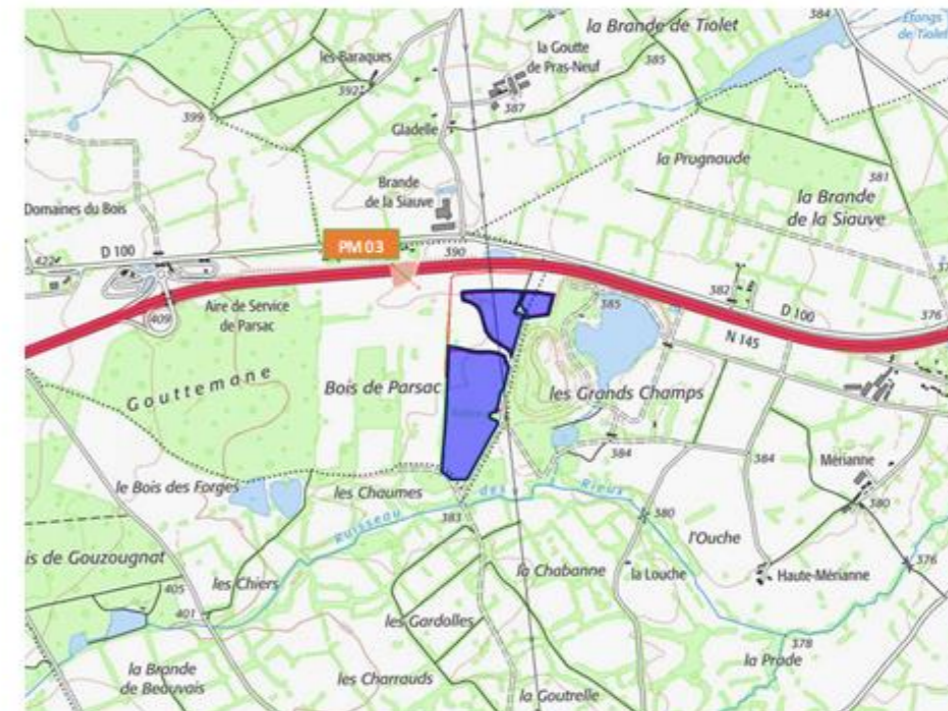 384
la Brande de Tiolet
Étangs
de Tiolet
les Baraques
la Goutte
de Pras-Neuf
385
392
387
399
Gladelle
la Prugnaude
381
Brande
de la Siauve
la Brande
de la Siauve
Domaines du Bois
D 100
PM 03
390
422
382
385
409
Aire de Service
de Parsac
D 100
376
N 145
Gouttemane
Bois de Parsac
les Grands Champs
384
384
Mérianne
le Bois des Forges
les Chaumes
Ruisseau des Rieux
380
383
380
l'Ouche
is de Gouzougnat
les Chiers
la Chabanne
la Louche
Haute-Mérianne
376
405
401
les Gardolles
378
la Prade
la Brande
de Beauvais
les Charrauds
la Goutrelle